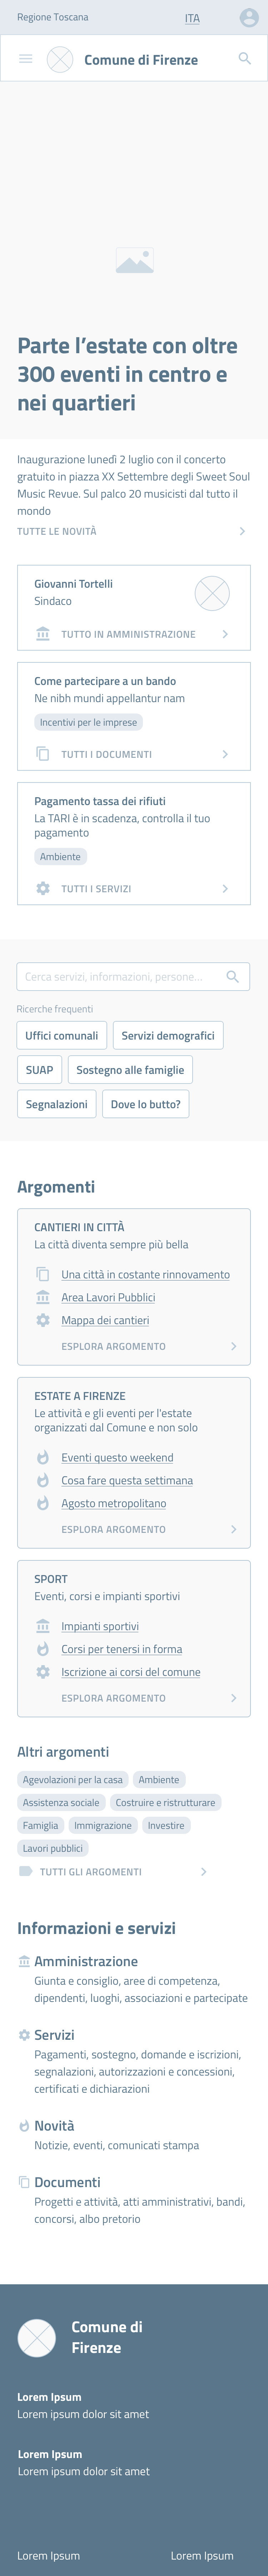 Regione Toscana
ITA
Comune di Firenze
Parte l’estate con oltre
300 eventi in centro e
nei quartieri
Inaugurazione lunedì 2 luglio con il concerto
gratuito in piazza XX Settembre degli Sweet Soul
Music Revue. Sul palco 20 musicisti dal tutto il
mondo
TUTTE LE NOVITÀ
Giovanni Tortelli
Sindaco
TUTTO IN AMMINISTRAZIONE
Come partecipare a un bando
Ne nibh mundi appellantur nam
Incentivi per le imprese
TUTTI I DOCUMENTI
Pagamento tassa dei rifiuti
La TARI è in scadenza, controlla il tuo
pagamento
Ambiente
TUTTI I SERVIZI
Cerca servizi, informazioni, persone...
Ricerche frequenti
Uffici comunali
Servizi demografici
SUAP
Sostegno alle famiglie
Segnalazioni
Dove lo butto?
Argomenti
CANTIERI IN CITTÀ
La città diventa sempre più bella
Una città in costante rinnovamento
Area Lavori Pubblici
Mappa dei cantieri
ESPLORA ARGOMENTO
ESTATE A FIRENZE
Le attività e gli eventi per l'estate
organizzati dal Comune e non solo
Eventi questo weekend
Cosa fare questa settimana
Agosto metropolitano
ESPLORA ARGOMENTO
SPORT
Eventi, corsi e impianti sportivi
Impianti sportivi
Corsi per tenersi in forma
Iscrizione ai corsi del comune
ESPLORA ARGOMENTO
Altri argomenti
Agevolazioni per la casa
Ambiente
Assistenza sociale
Costruire e ristrutturare
Famiglia
Immigrazione
Investire
Lavori pubblici
TUTTI GLI ARGOMENTI
Informazioni e servizi
Amministrazione
Giunta e consiglio, aree di competenza,
dipendenti, luoghi, associazioni e partecipate
Servizi
Pagamenti, sostegno, domande e iscrizioni,
segnalazioni, autorizzazioni e concessioni,
certificati e dichiarazioni
Novità
Notizie, eventi, comunicati stampa
Documenti
Progetti e attività, atti amministrativi, bandi,
concorsi, albo pretorio
Comune di
Firenze
Lorem Ipsum
Lorem ipsum dolor sit amet
Lorem Ipsum
Lorem ipsum dolor sit amet
Lorem Ipsum
Lorem Ipsum